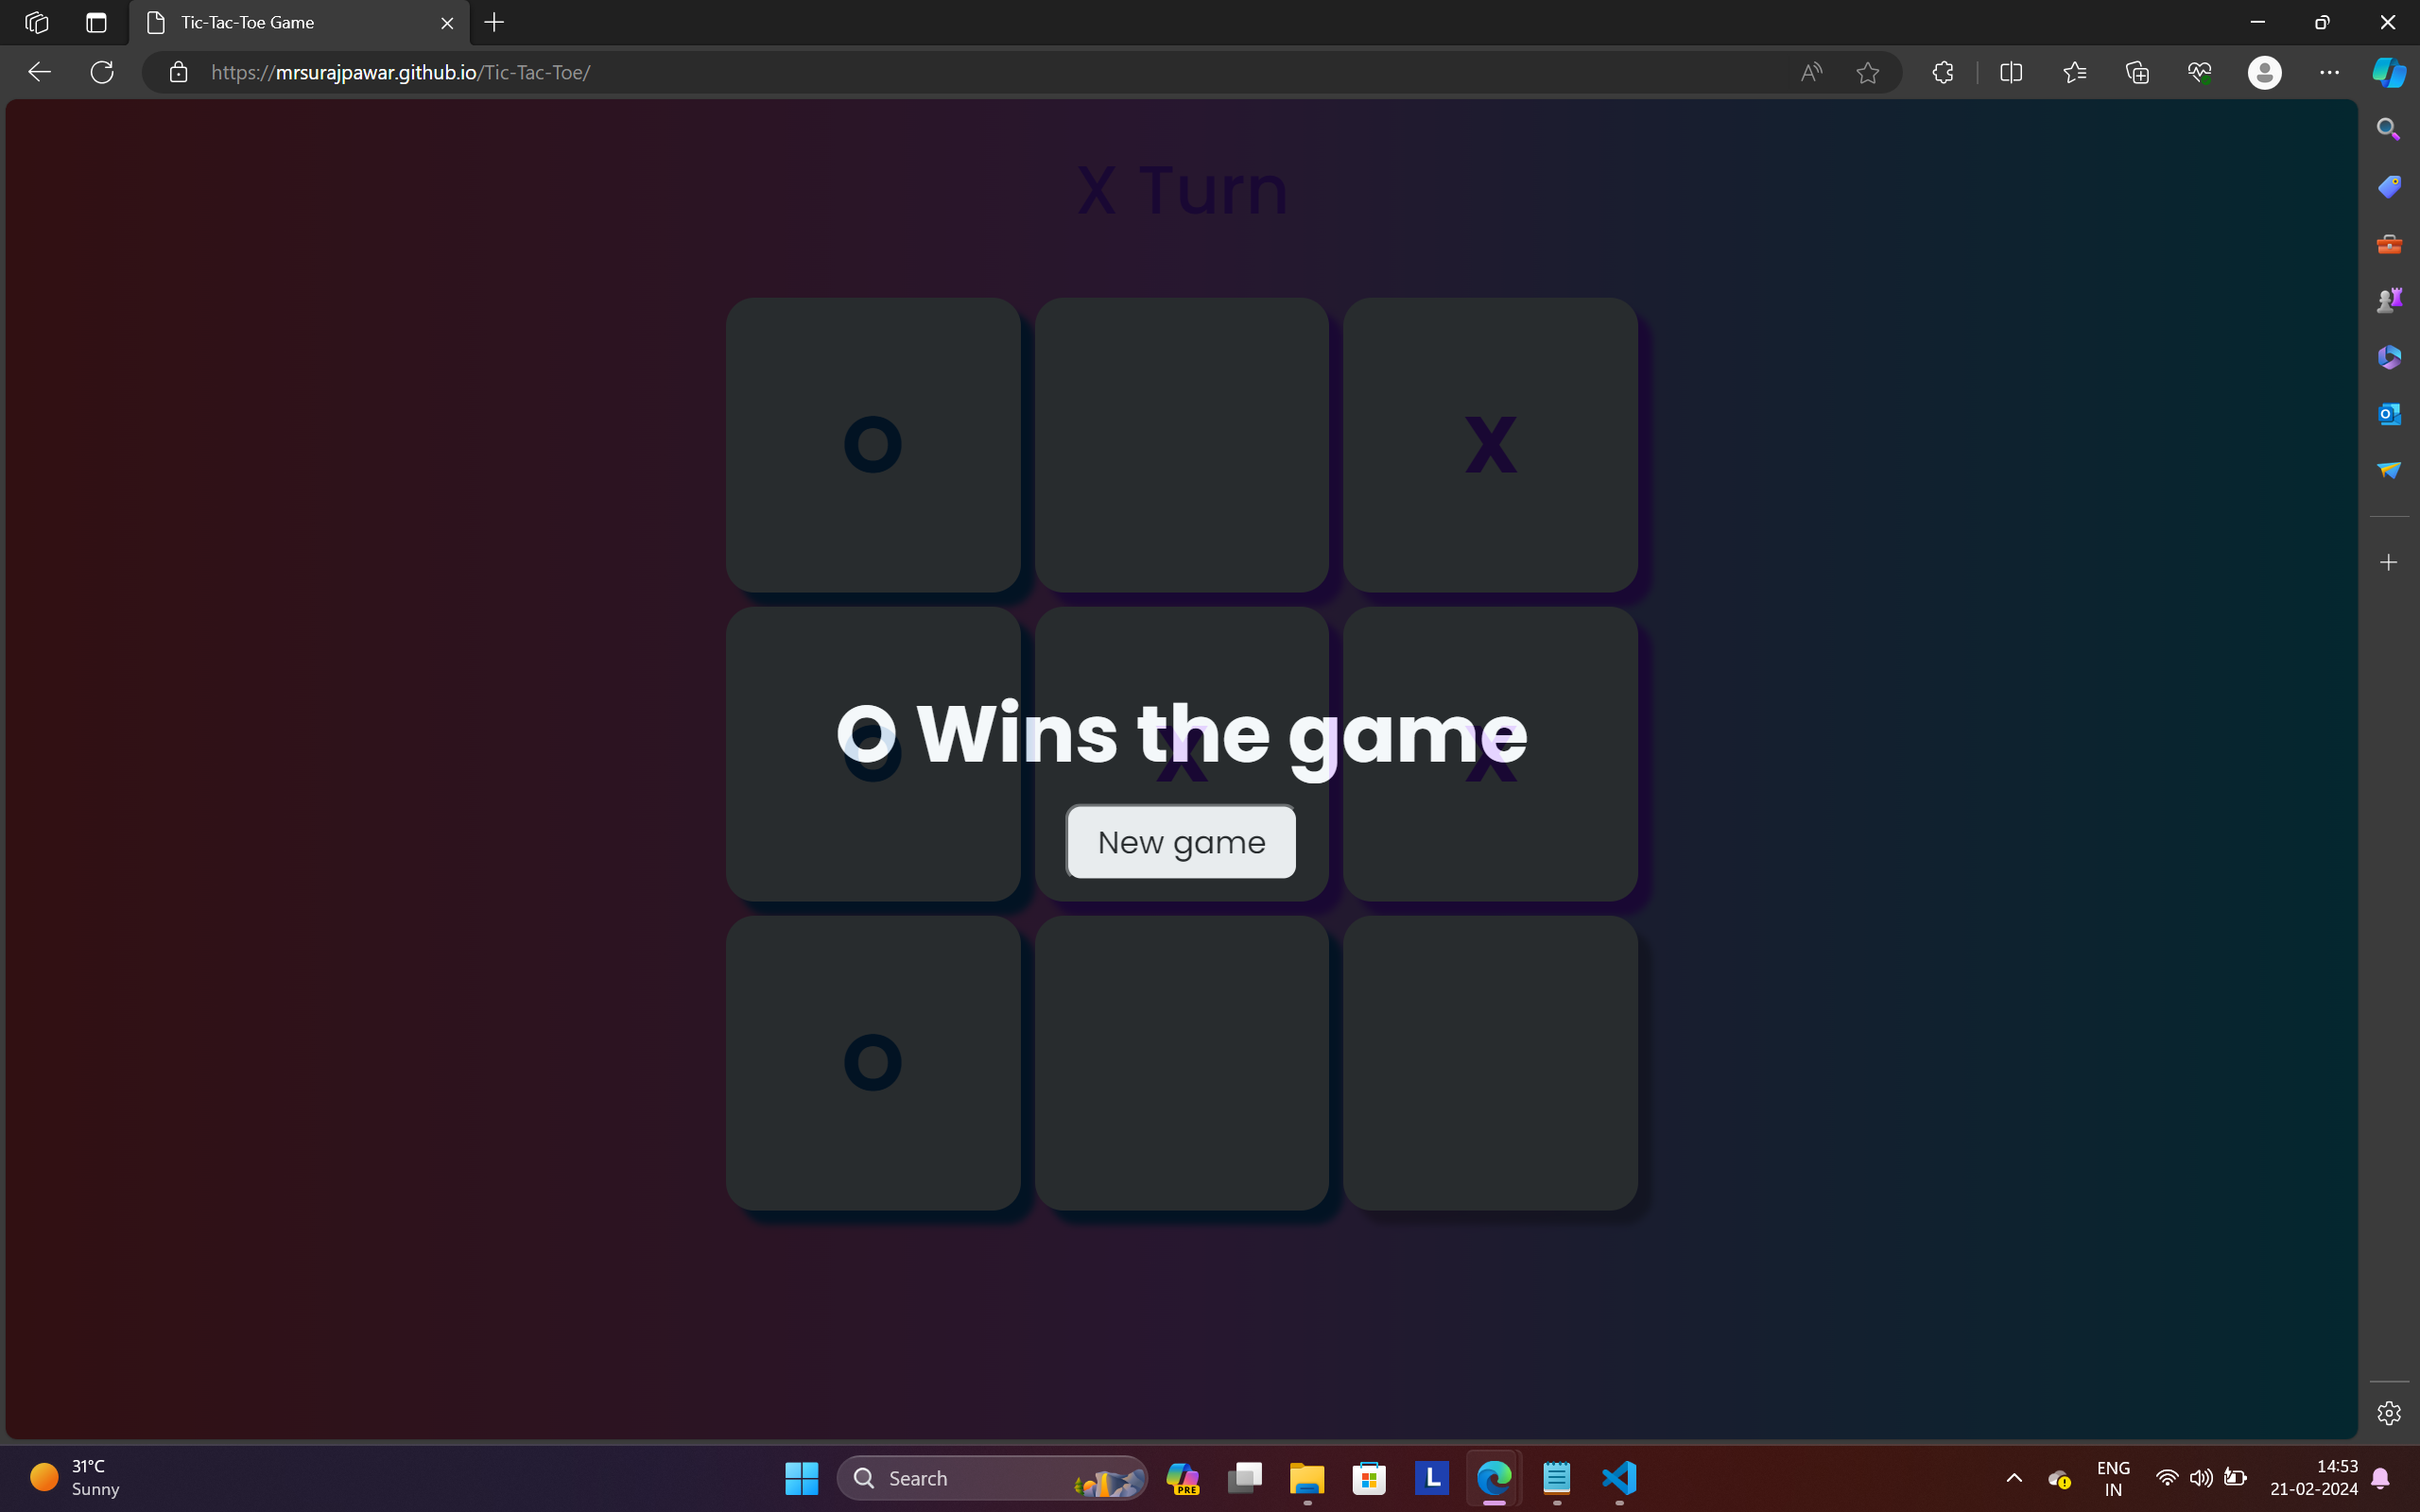 Tic-Tac-Toe Game
https://mrsurajpawar.github.io/Tic-Tac-Toe/
X Turn
O X
O X X
O Wins the game
New game
O
31°C
Sunny
Search
PRE
L
ENG
IN
14:53
21-02-2024